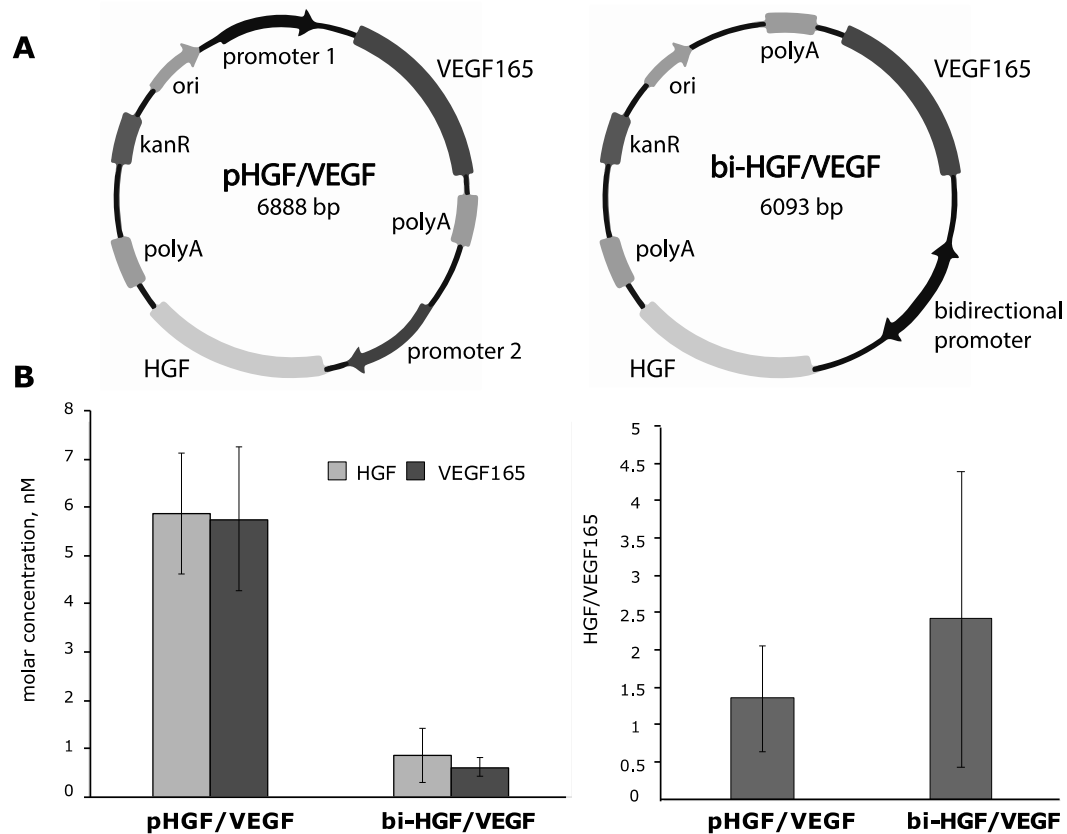 A
promoter 1
ori
VEGF165
kanR
pHGF/VEGF
6888 bp
polyA
polyA
HGF
promoter 2
polyA
ori
VEGF165
kanR
bi-HGF/VEGF
6093 bp
polyA
bidirectional
promoter
HGF
B
8
7
6
5
4
3
2
1
0
molar concentration, nM
HGF VEGF165
pHGF/VEGF bi-HGF/VEGF
5
4.5
4
3.5
3
2.5
2
1.5
1
0.5
0
HGF/VEGF165
pHGF/VEGF bi-HGF/VEGF